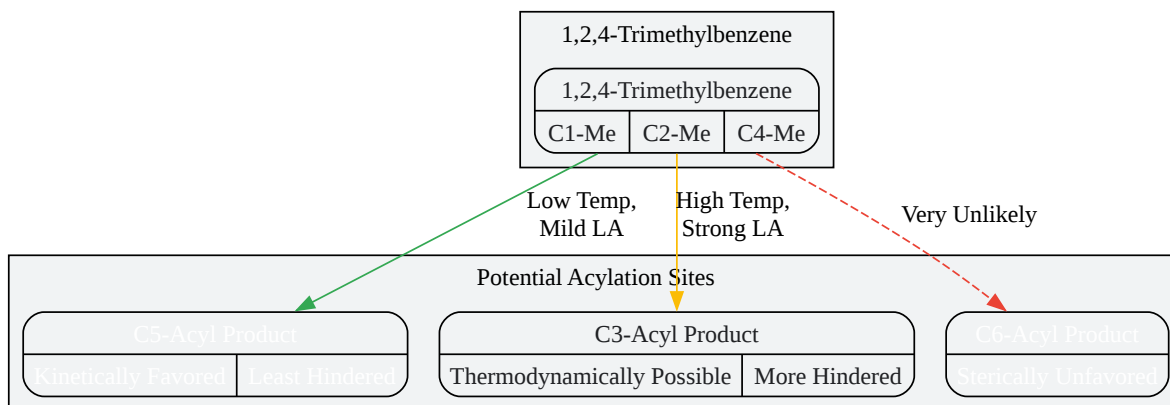 1,2,4-Trimethylbenzene
1,2,4-Trimethylbenzene
C1-Me C2-Me C4-Me
Low Temp,
Mild LA
High Temp,
Strong LA
Very Unlikely
Potential Acylation Sites
C5-Acyl Product
Kinetically Favored Least Hindered
C3-Acyl Product
Thermodynamically Possible More Hindered
C6-Acyl Product
Sterically Unfavored